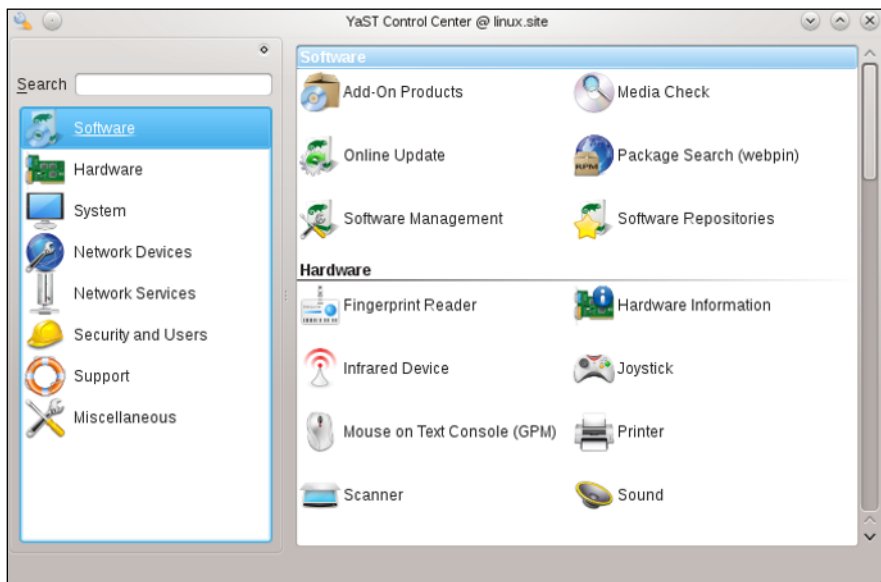 YaST Control Center @ linux.site
Search
Software
Hardware
System
Network Devices
Network Services
Security and Users
Support
Miscellaneous
Software
Add-On Products
Media Check
Online Update
RPM
Package Search (webpin)
Software Management
Software Repositories
Hardware
Fingerprint Reader
Hardware Information
Infrared Device
Joystick
Mouse on Text Console (GPM)
Printer
Scanner
Sound